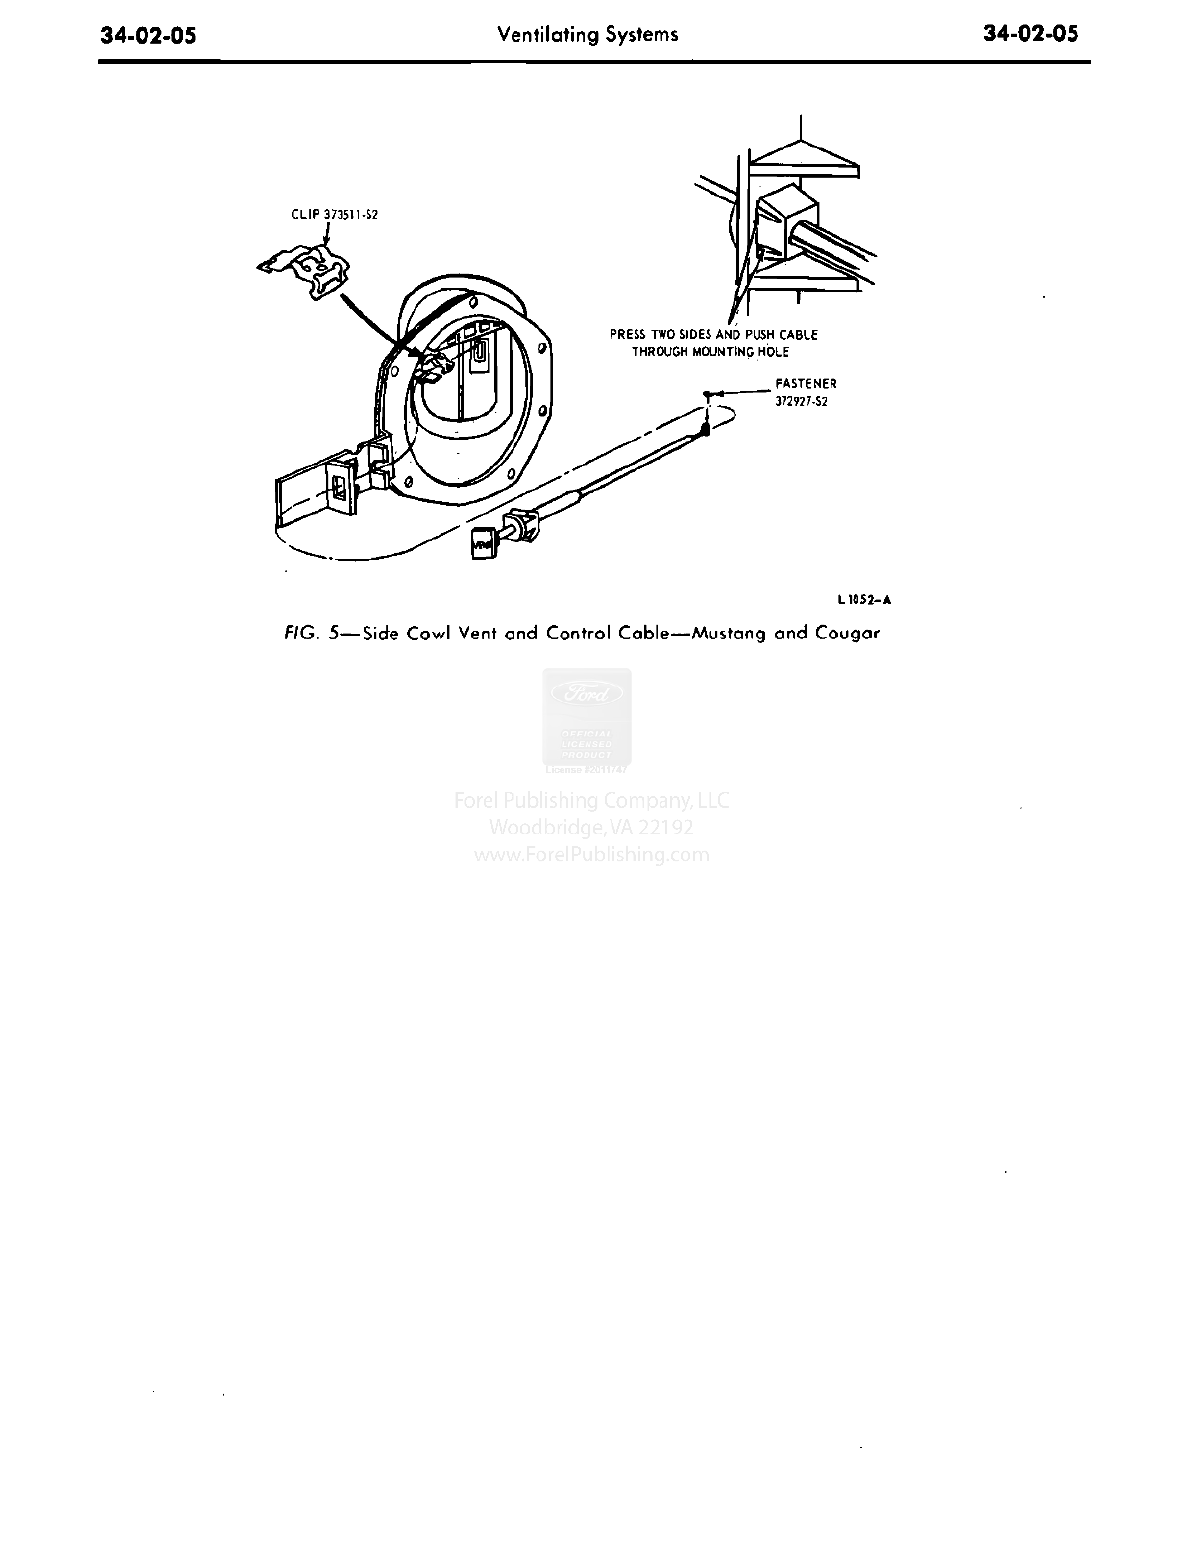 34-02-05 Ventilating Systems 34-02-05
CLIP 373511-S2
PRESS TWO SIDES AND PUSH CABLE
THROUGH MOUNTING HOLE
FASTENER
372927-S2
VENT
L1052-A
FIG. 5—Side Cowl Vent and Control Cable—Mustang and Cougar
Ford
OFFICIAL
LICENSED
PRODUCT
License #2011747
Forel Publishing Company, LLC
Woodbridge, VA 22192
www.ForelPublishing.com